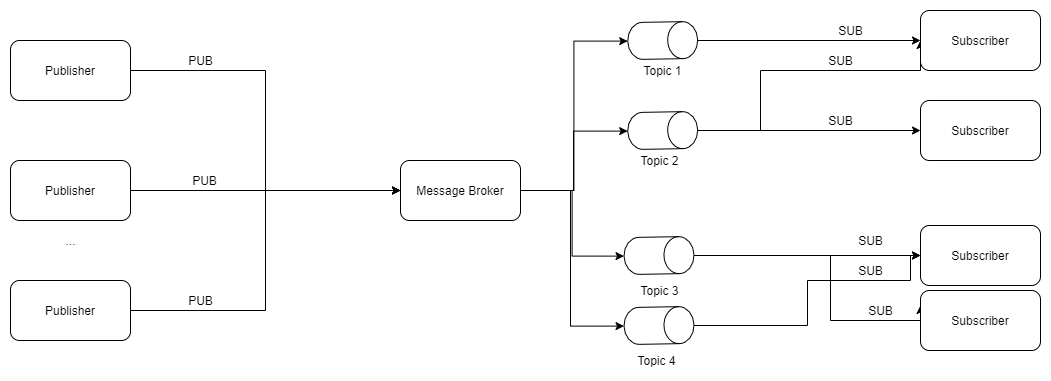 Publisher
PUB
Publisher
PUB
...
Publisher
PUB
Message Broker
Topic 1
SUB
Subscriber
SUB
Topic 2
SUB
Subscriber
Topic 3
SUB
Subscriber
SUB
Topic 4
SUB
Subscriber